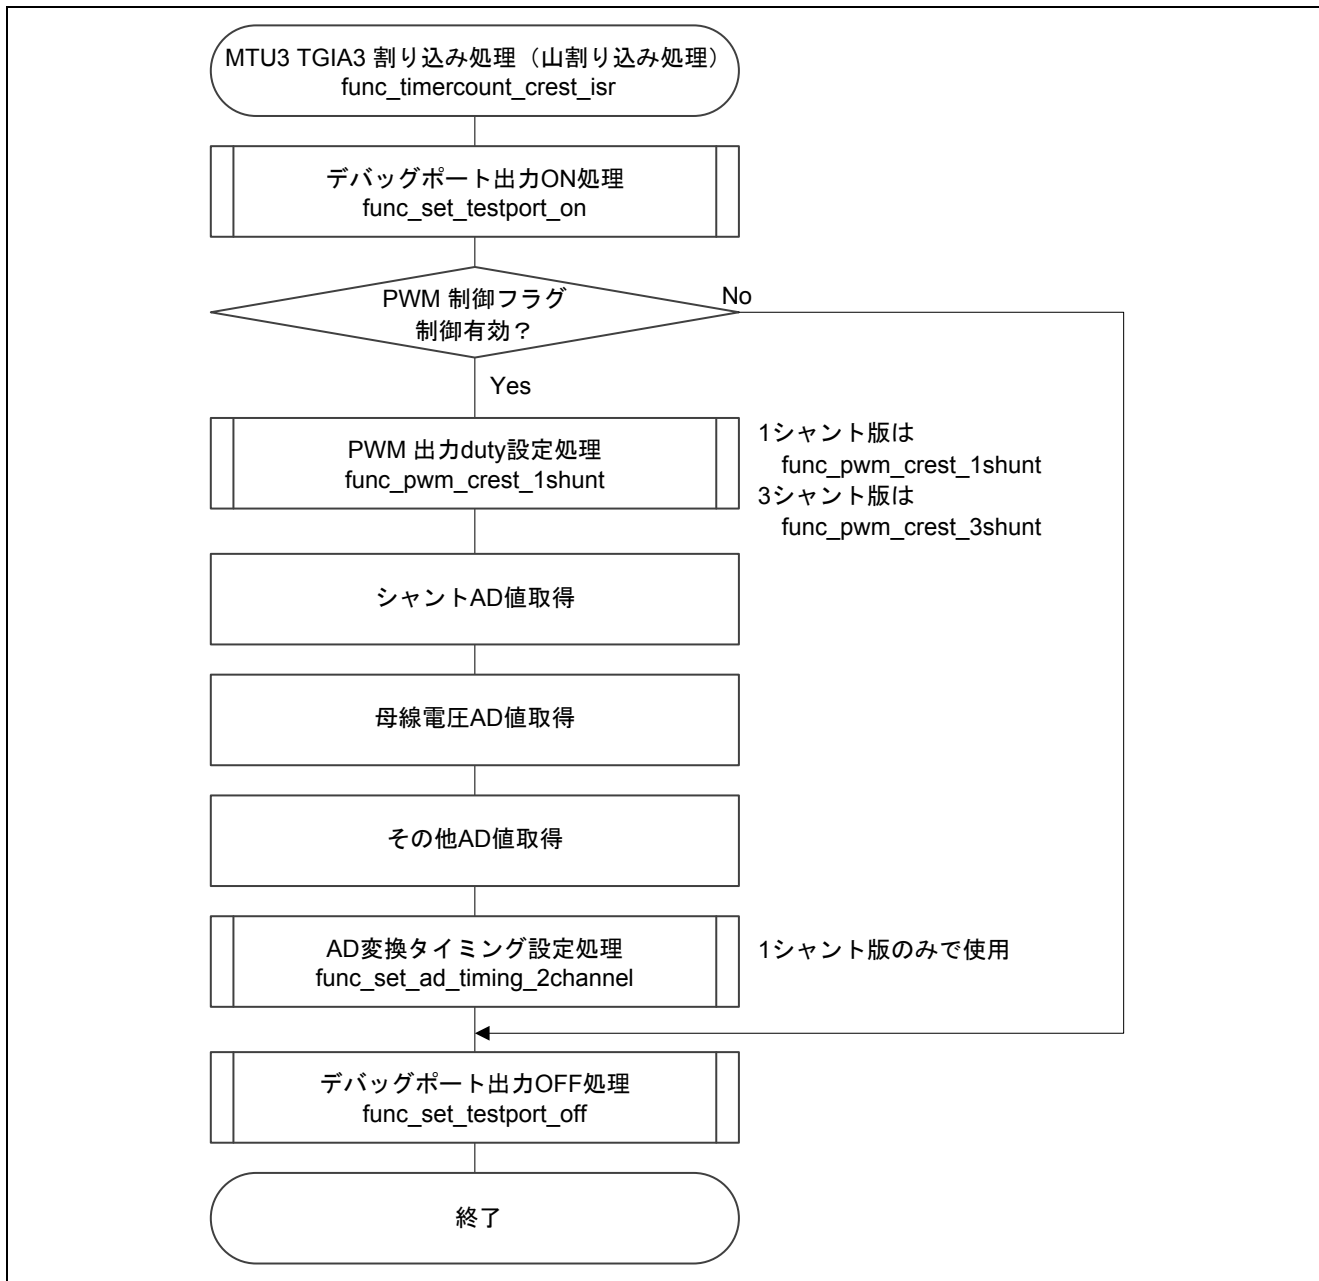 MTU3 TGIA3 割り込み処理（山割り込み処理）
func_timercount_crest_isr
デバッグポート出力ON処理
func_set_testport_on
PWM 制御フラグ
制御有効？
No
Yes
PWM 出力duty設定処理
func_pwm_crest_1shunt
1シャント版は
func_pwm_crest_1shunt
3シャント版は
func_pwm_crest_3shunt
シャントAD値取得
母線電圧AD値取得
その他AD値取得
AD変換タイミング設定処理
func_set_ad_timing_2channel
1シャント版のみで使用
デバッグポート出力OFF処理
func_set_testport_off
終了